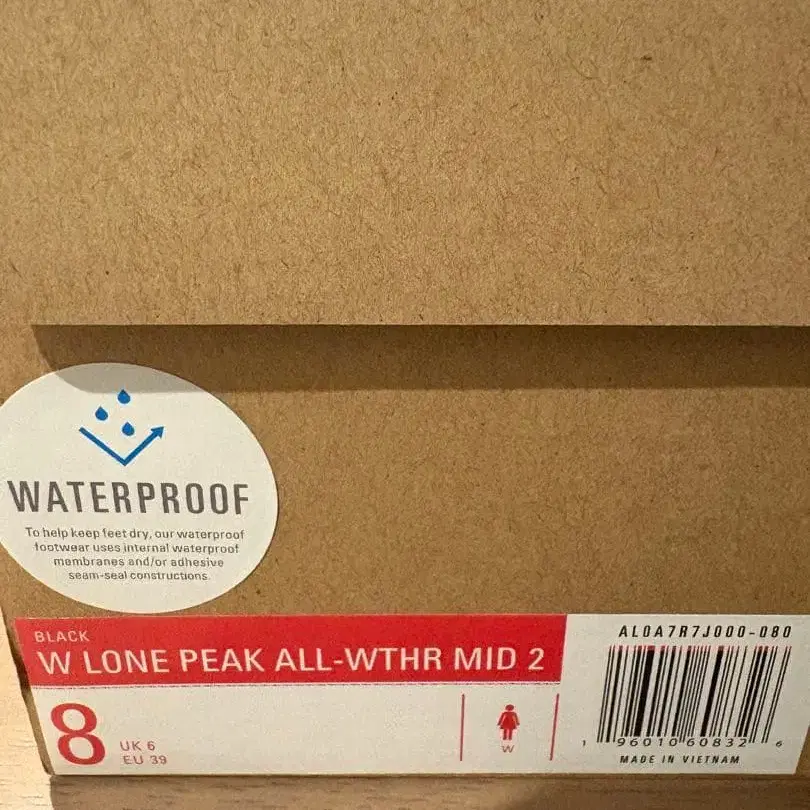 WATERPROOF
To help keep feet dry, our waterproof
footwear uses internal waterproof
membranes and/or adhesive
seam-seal constructions.
BLACK
W LONE PEAK ALL-WTHR MID 2
8
UK 6
EU 39
W
AL0A7R7J000-080
1 96010 60832 6
MADE IN VIETNAM